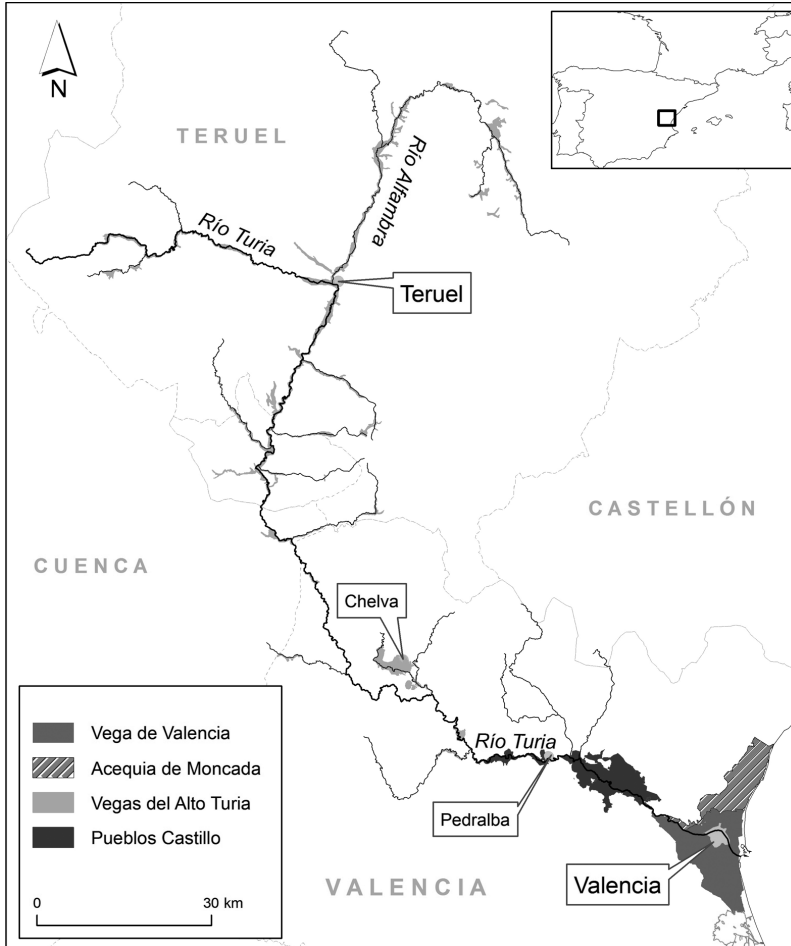 N
TERUEL
Río Alfambra
Río Turia
Teruel
CASTELLÓN
CUENCA
Chelva
Río Turia
Pedralba
Valencia
VALENCIA
Vega de Valencia
Acequia de Moncada
Vegas del Alto Turia
Pueblos Castillo
0 30 km